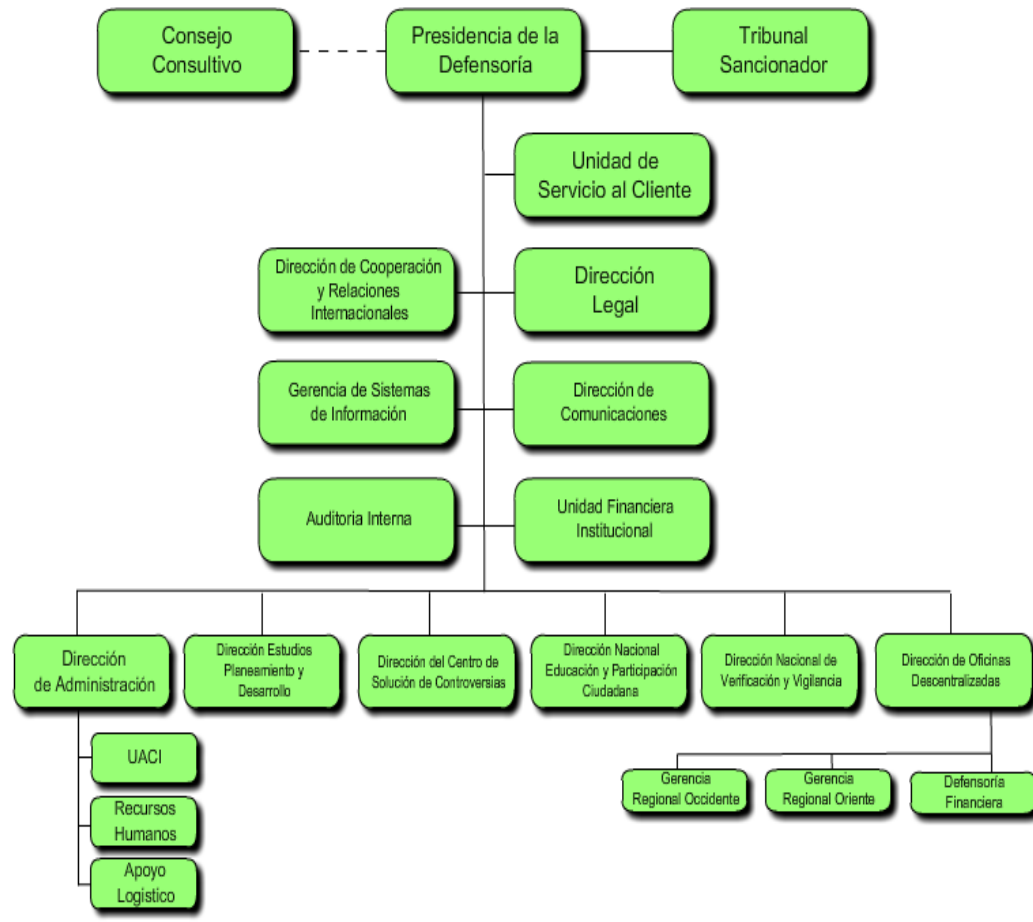 Consejo
Consultivo
Presidencia de la
Defensoría
Tribunal
Sancionador
Unidad de
Servicio al Cliente
Dirección de Cooperación
y Relaciones
Internacionales
Dirección
Legal
Gerencia de Sistemas
de Información
Dirección de
Comunicaciones
Auditoria Interna
Unidad Financiera
Institucional
Dirección
de Administración
Dirección Estudios
Planeamiento y
Desarrollo
Dirección del Centro de
Solución de Controversias
Dirección Nacional
Educación y Participación
Ciudadana
Dirección Nacional de
Verificación y Vigilancia
Dirección de Oficinas
Descentralizadas
UACI
Recursos
Humanos
Apoyo
Logistico
Gerencia
Regional Occidente
Gerencia
Regional Oriente
Defensoría
Financiera